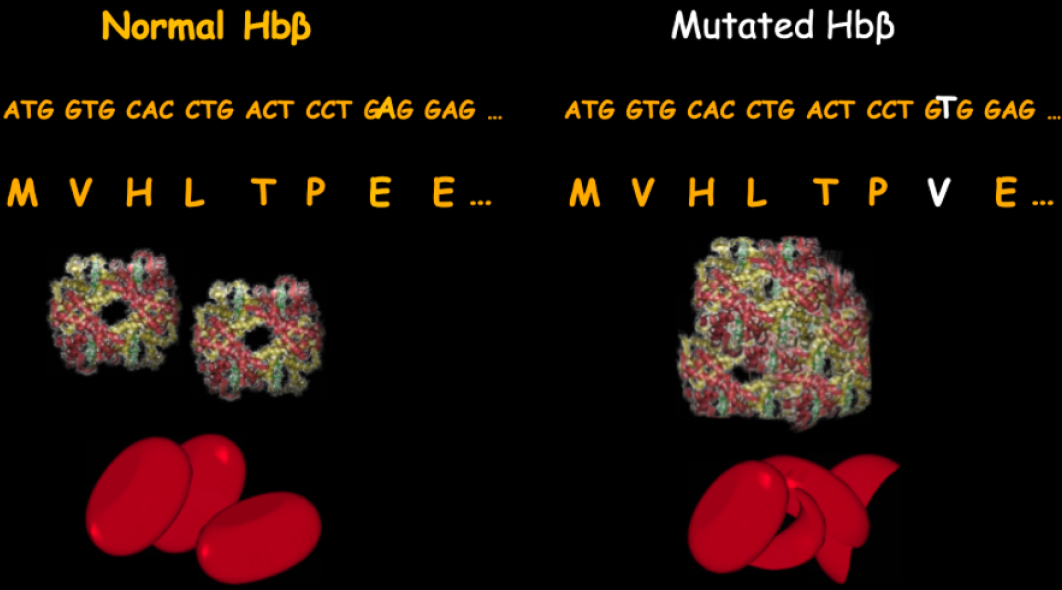 Normal Hbβ
ATG GTG CAC CTG ACT CCT GAG GAG ...
M V H L T P E E...
Mutated Hbβ
ATG GTG CAC CTG ACT CCT GTG GAG ...
M V H L T P V E...